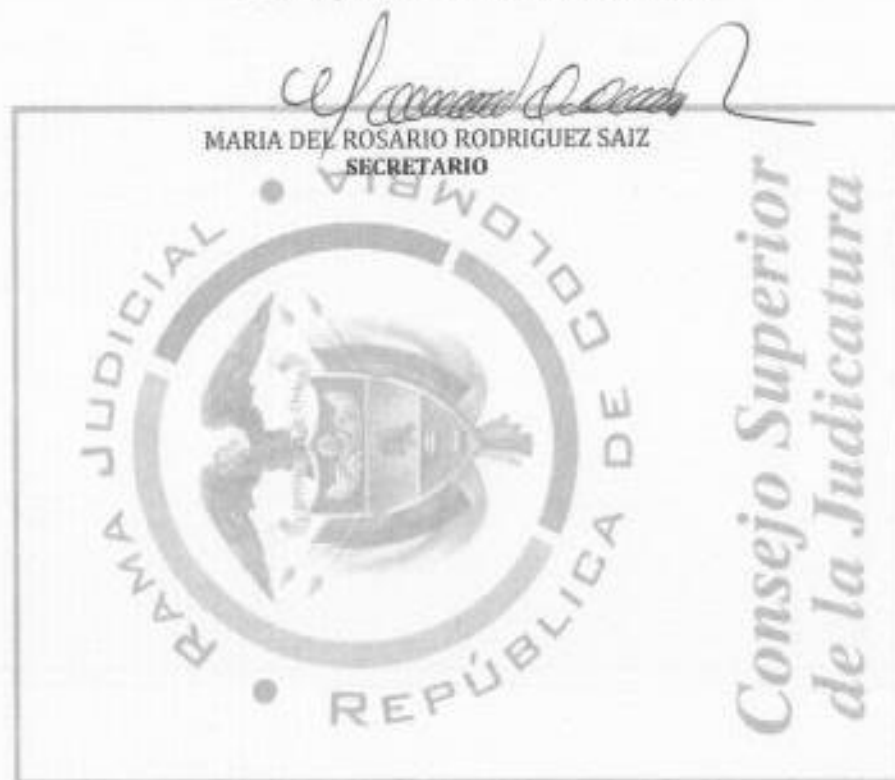 MARIA DEL ROSARIO RODRIGUEZ SAIZ
SECRETARIO
RAMA JUDICIAL
REPÚBLICA DE COLOMBIA
Consejo Superior
de la Judicatura